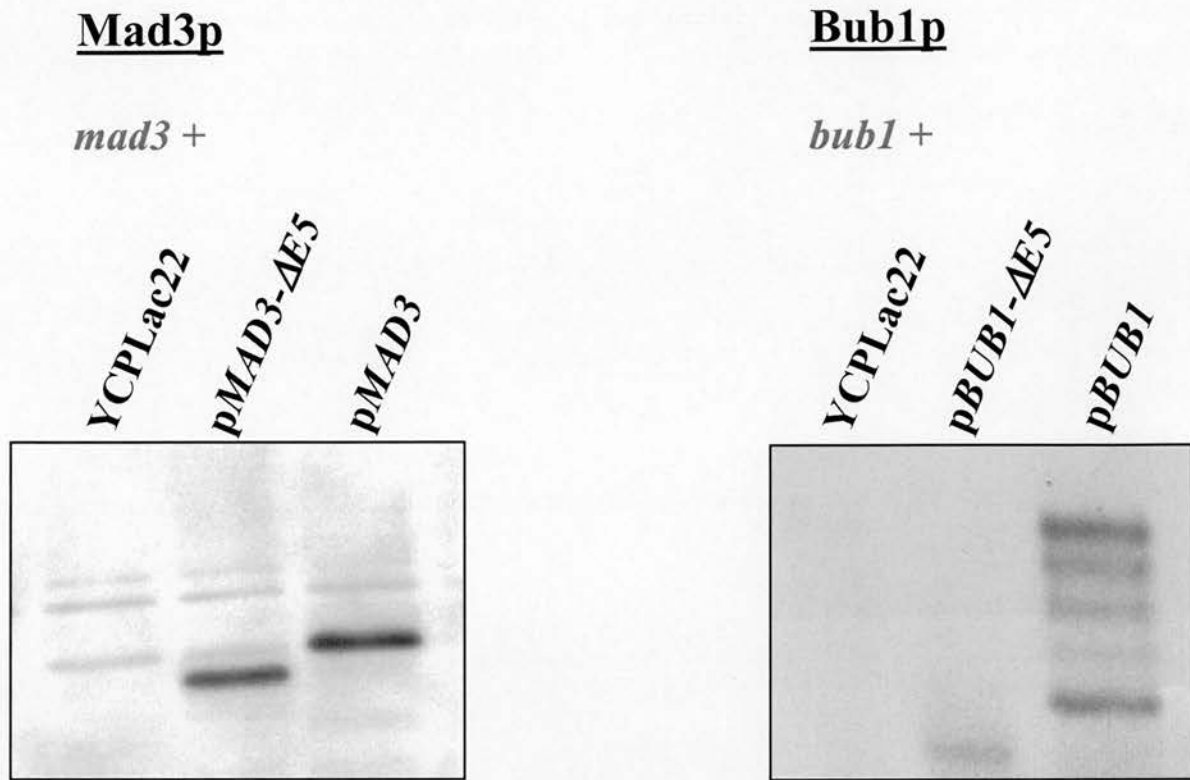 Mad3p
mad3 +
YCPLac22
pMAD3-ΔE5
pMAD3
Bub1p
bub1 +
YCPLac22
pBUB1-ΔE5
pBUB1